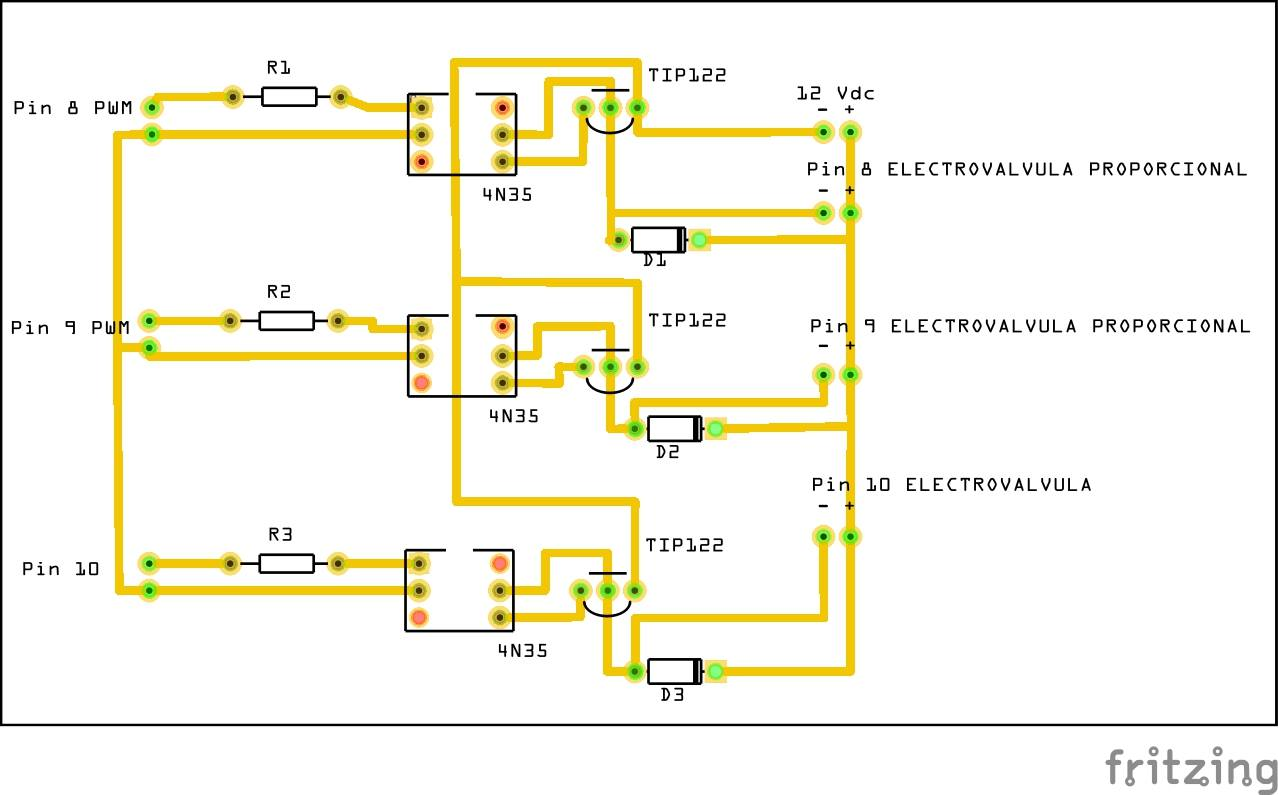 R1
TIP122
12 Vdc
- +
Pin 8 PWM
Pin 8 ELECTROVALVULA PROPORCIONAL
- +
4N35
D1
R2
TIP122
Pin 9 PWM
Pin 9 ELECTROVALVULA PROPORCIONAL
- +
4N35
D2
Pin 10 ELECTROVALVULA
- +
R3
TIP122
Pin 10
4N35
D3
fritzing